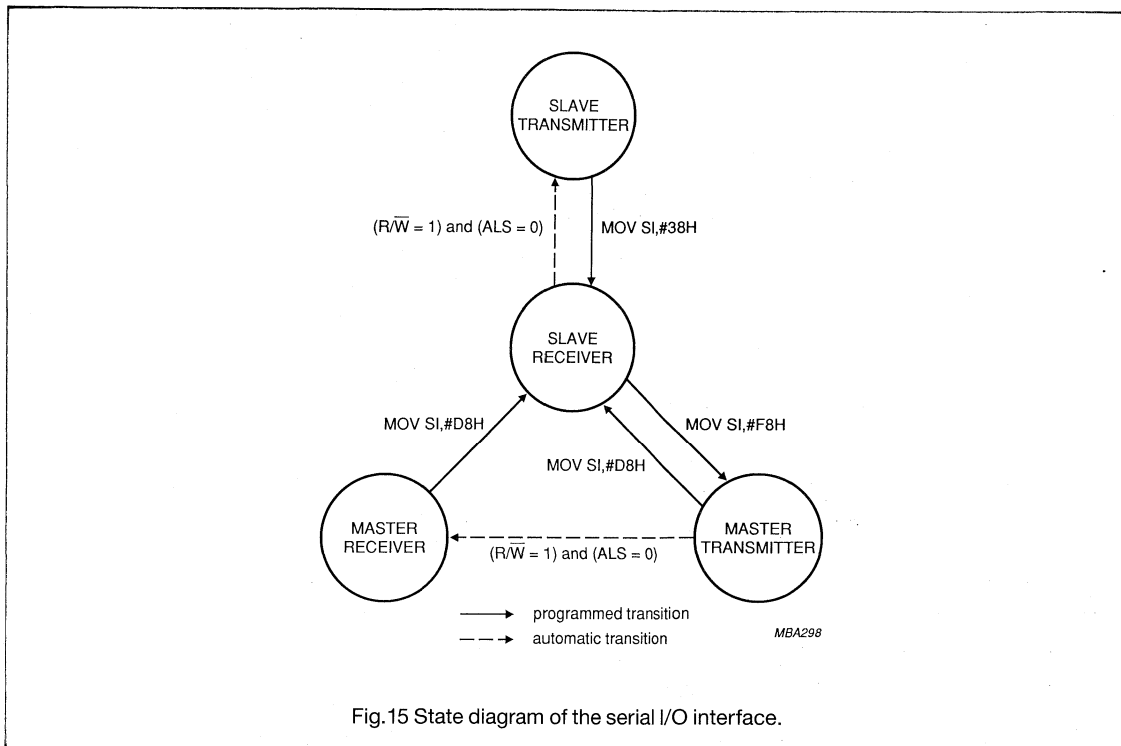 SLAVE
TRANSMITTER
(R/W̅ = 1) and (ALS = 0)
MOV SI,#38H
SLAVE
RECEIVER
MOV SI,#D8H
MOV SI,#F8H
MOV SI,#D8H
MASTER
RECEIVER
MASTER
TRANSMITTER
(R/W̅ = 1) and (ALS = 0)
programmed transition
automatic transition
MBA298
Fig.15 State diagram of the serial I/O interface.